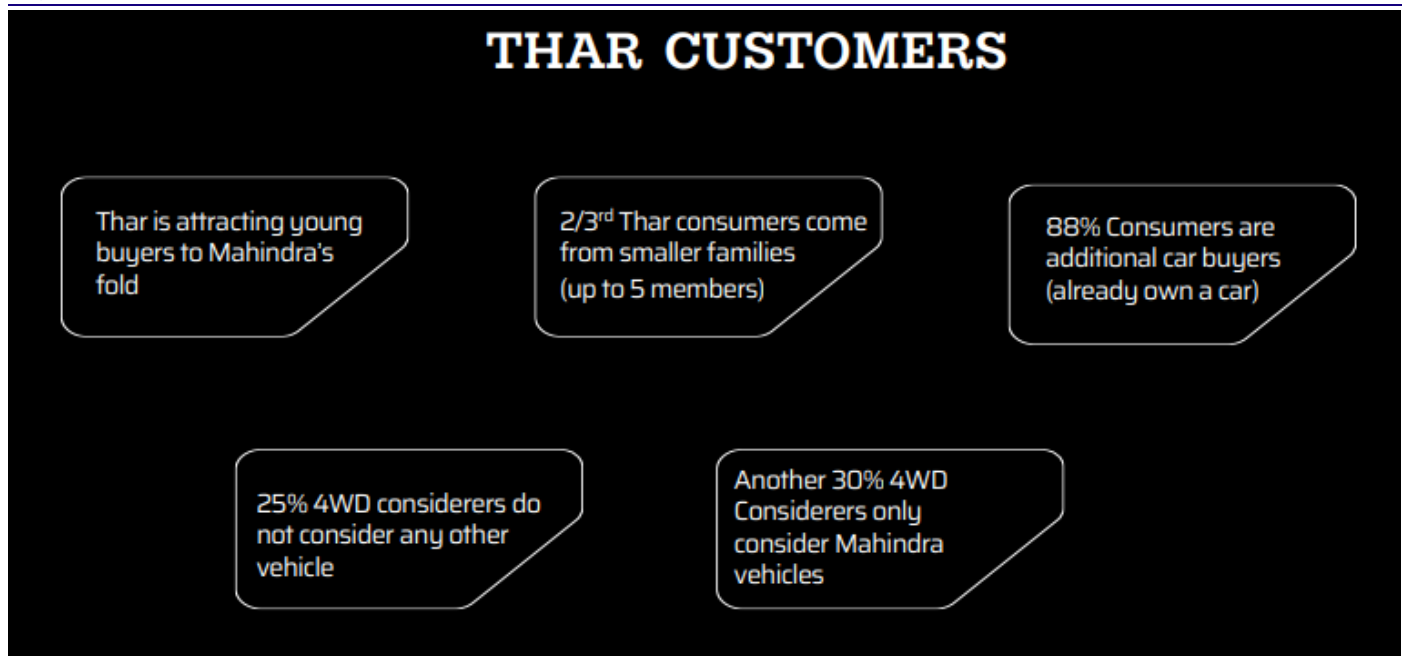 THAR CUSTOMERS
Thar is attracting young
buyers to Mahindra's
fold
2/3rd Thar consumers come
from smaller families
(up to 5 members)
88% Consumers are
additional car buyers
(already own a car)
25% 4WD considerers do
not consider any other
vehicle
Another 30% 4WD
Considerers only
consider Mahindra
vehicles